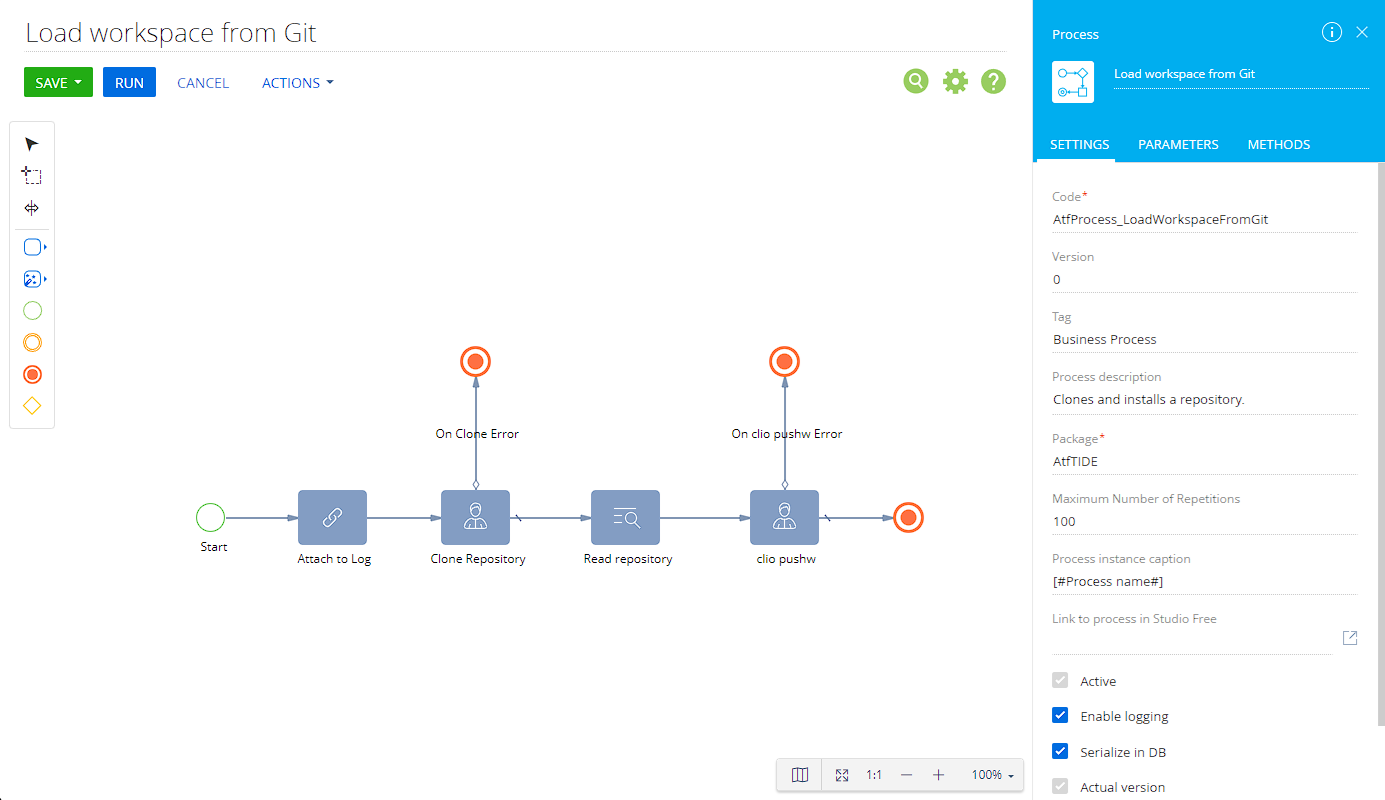 Load workspace from Git
SAVE
RUN
CANCEL
ACTIONS
On Clone Error
On clio pushw Error
Start
Attach to Log
Clone Repository
Read repository
clio pushw
1:1
100%
Process
Load workspace from Git
SETTINGS
PARAMETERS
METHODS
Code*
AtfProcess_LoadWorkspaceFromGit
Version
0
Tag
Business Process
Process description
Clones and installs a repository.
Package*
AtfTIDE
Maximum Number of Repetitions
100
Process instance caption
[#Process name#]
Link to process in Studio Free
Active
Enable logging
Serialize in DB
Actual version